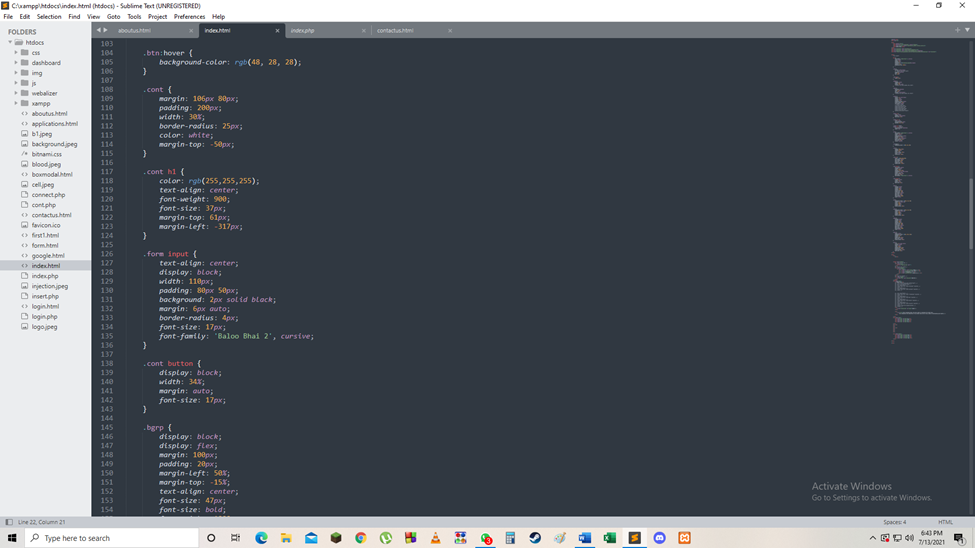 C:\xampp\htdocs\index.html (htdocs) - Sublime Text (UNREGISTERED)
File Edit Selection Find View Goto Tools Project Preferences Help
FOLDERS
htdocs
css
dashboard
img
js
webalizer
xampp
aboutus.html
applications.html
b1.jpeg
background.jpeg
bitnami.css
blood.jpeg
boxmodal.html
cell.jpeg
connect.php
cont.php
contactus.html
favicon.ico
first1.html
form.html
google.html
index.html
index.php
injection.jpeg
insert.php
login.html
login.php
logo.jpeg
aboutus.html index.html index.php contactus.html
103
104 .btn:hover {
105 background-color: rgb(48, 28, 28);
106 }
107
108 .cont {
109 margin: 106px 80px;
110 padding: 200px;
111 width: 30%;
112 border-radius: 25px;
113 color: white;
114 margin-top: -50px;
115 }
116
117 .cont h1 {
118 color: rgb(255,255,255);
119 text-align: center;
120 font-weight: 900;
121 font-size: 37px;
122 margin-top: 61px;
123 margin-left: -317px;
124 }
125
126 .form input {
127 text-align: center;
128 display: block;
129 width: 110px;
130 padding: 80px 50px;
131 background: 2px solid black;
132 margin: 6px auto;
133 border-radius: 4px;
134 font-size: 17px;
135 font-family: 'Baloo Bhai 2', cursive;
136 }
137
138 .cont button {
139 display: block;
140 width: 34%;
141 margin: auto;
142 font-size: 17px;
143 }
144
145 .bgrp {
146 display: block;
147 display: flex;
148 margin: 100px;
149 padding: 20px;
150 margin-left: 50%;
151 margin-top: -15%;
152 text-align: center;
153 font-size: 47px;
154 font-size: bold;
Activate Windows
Go to Settings to activate Windows.
Line 22, Column 21 Spaces: 4 HTML
Type here to search
6:43 PM
7/13/2021